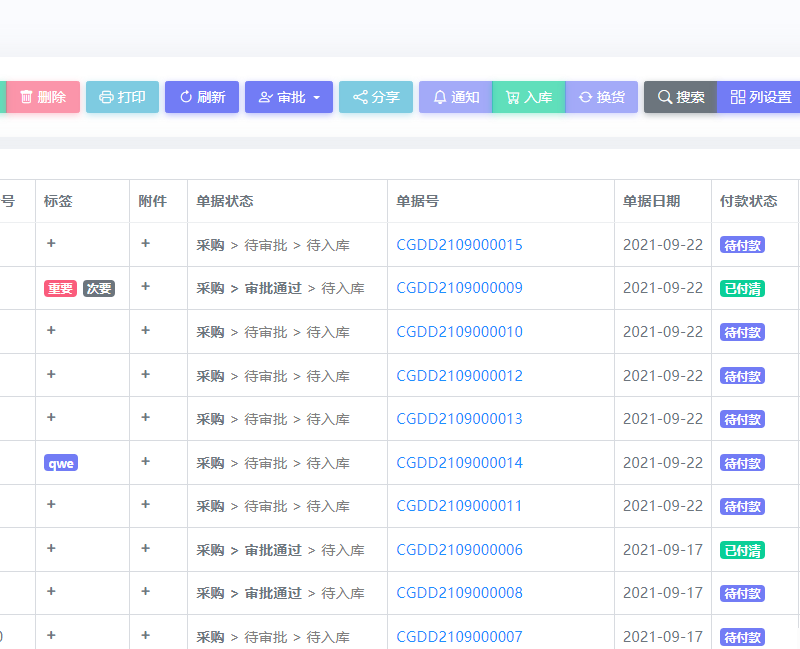 删除 打印 刷新 审批 分享 通知 入库 换货 搜索 列设置
号 标签 附件 单据状态 单据号 单据日期 付款状态
+ + 采购 > 待审批 > 待入库 CGDD2109000015 2021-09-22 待付款
重要 次要 + 采购 > 审批通过 > 待入库 CGDD2109000009 2021-09-22 已付清
+ + 采购 > 待审批 > 待入库 CGDD2109000010 2021-09-22 待付款
+ + 采购 > 待审批 > 待入库 CGDD2109000012 2021-09-22 待付款
+ + 采购 > 待审批 > 待入库 CGDD2109000013 2021-09-22 待付款
qwe + 采购 > 待审批 > 待入库 CGDD2109000014 2021-09-22 待付款
+ + 采购 > 待审批 > 待入库 CGDD2109000011 2021-09-22 待付款
+ + 采购 > 审批通过 > 待入库 CGDD2109000006 2021-09-17 已付清
+ + 采购 > 审批通过 > 待入库 CGDD2109000008 2021-09-17 待付款
+ + 采购 > 待审批 > 待入库 CGDD2109000007 2021-09-17 待付款